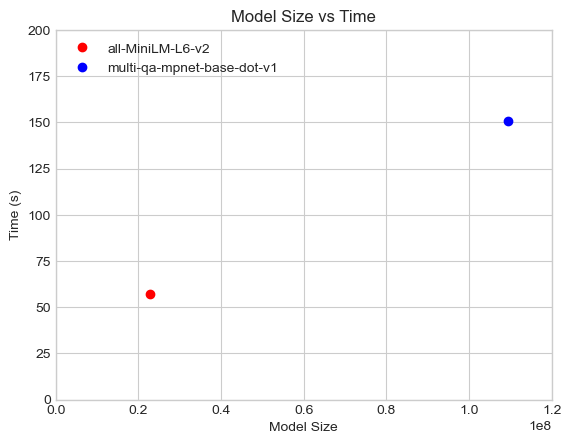 Model Size vs Time
200
175
150
125
100
75
50
25
0
Time (s)
all-MiniLM-L6-v2
multi-qa-mpnet-base-dot-v1
0.0 0.2 0.4 0.6 0.8 1.0 1.2
1e8
Model Size